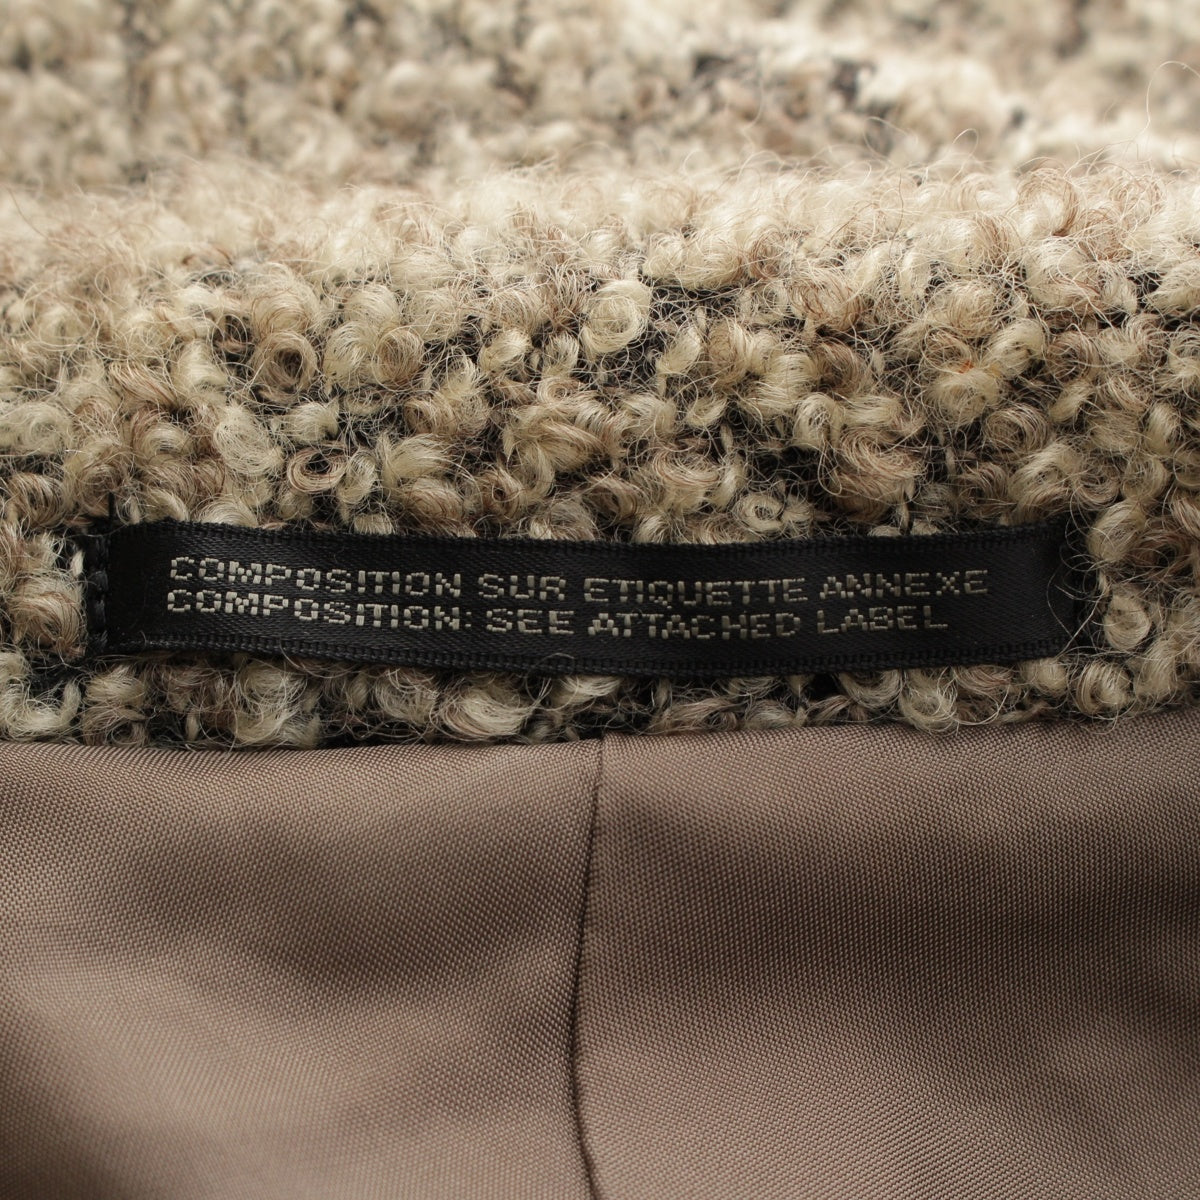 COMPOSITION SUR ETIQUETTE ANNEXE
COMPOSITION: SEE ATTACHED LABEL